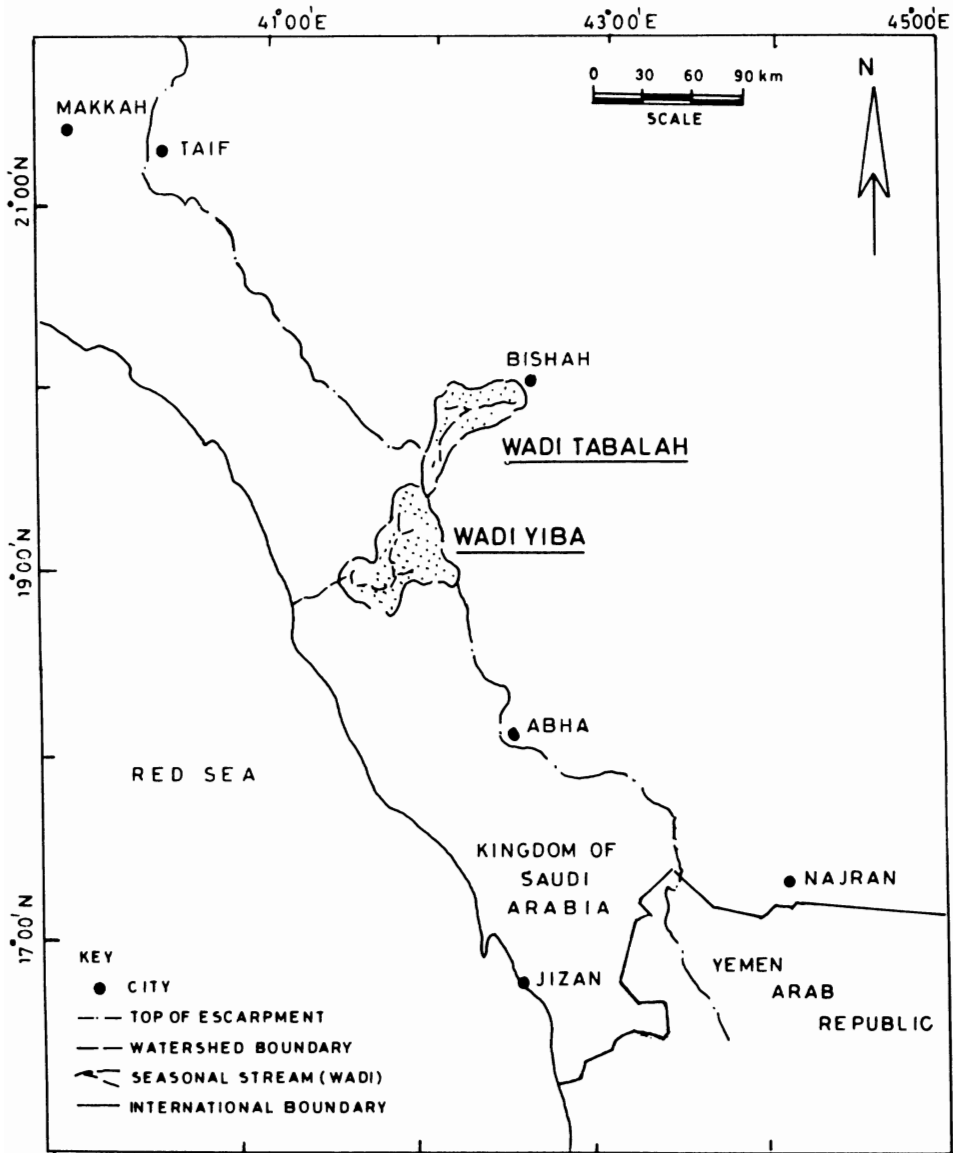 41°00'E
43°00'E
45°00'E
0 30 60 90 km
SCALE
N
MAKKAH
TAIF
21°00'N
BISHAH
WADI TABALAH
WADI YIBA
19°00'N
ABHA
RED SEA
KINGDOM OF
SAUDI
ARABIA
NAJRAN
17°00'N
JIZAN
YEMEN
ARAB
REPUBLIC
KEY
CITY
TOP OF ESCARPMENT
WATERSHED BOUNDARY
SEASONAL STREAM (WADI)
INTERNATIONAL BOUNDARY